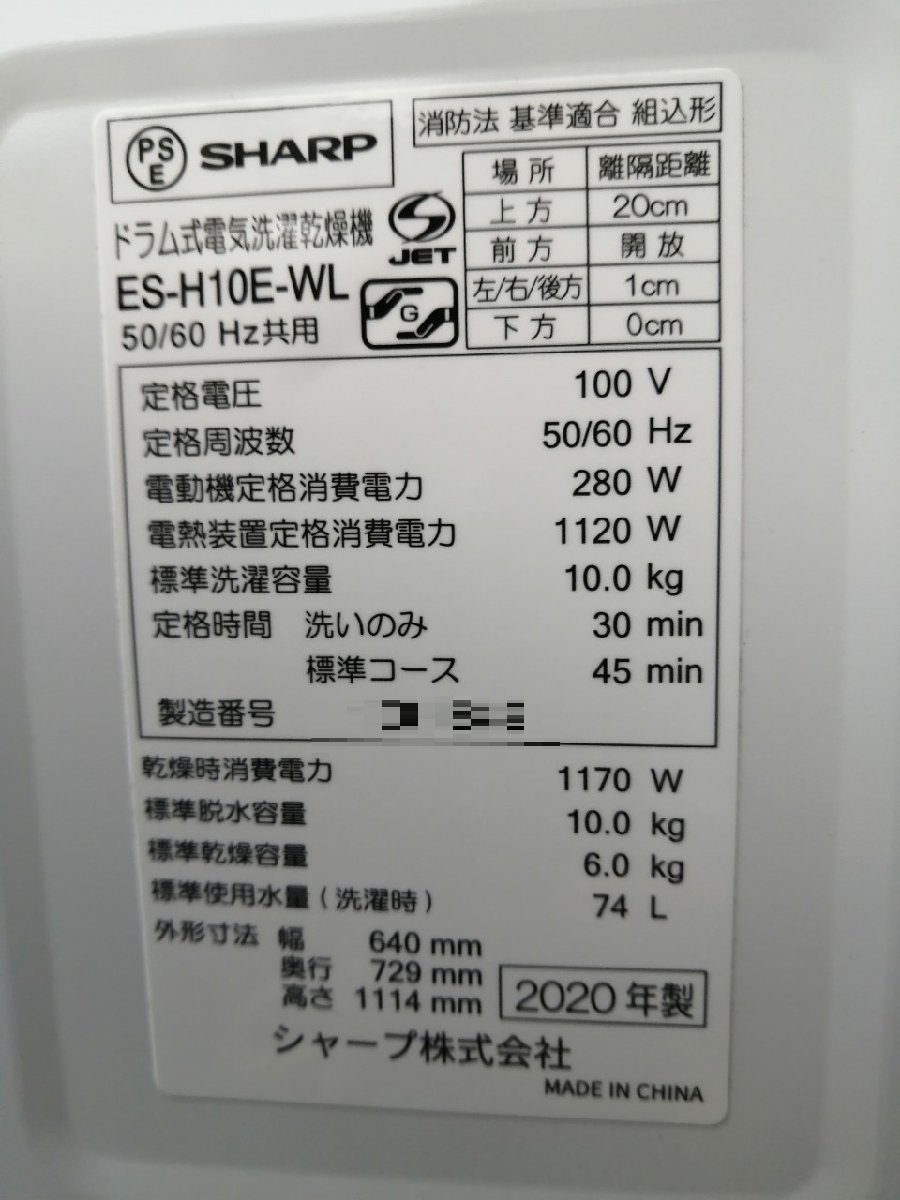 PSE SHARP
消防法 基準適合 組込形
場所 離隔距離
上方 20cm
前方 開放
左/右/後方 1cm
下方 0cm
ドラム式電気洗濯乾燥機
JET
ES-H10E-WL
G
50/60 Hz共用
定格電圧 100 V
定格周波数 50/60 Hz
電動機定格消費電力 280 W
電熱装置定格消費電力 1120 W
標準洗濯容量 10.0 kg
定格時間 洗いのみ 30 min
標準コース 45 min
製造番号
乾燥時消費電力 1170 W
標準脱水容量 10.0 kg
標準乾燥容量 6.0 kg
標準使用水量(洗濯時) 74 L
外形寸法 幅 640 mm
奥行 729 mm
高さ 1114 mm
2020年製
シャープ株式会社
MADE IN CHINA